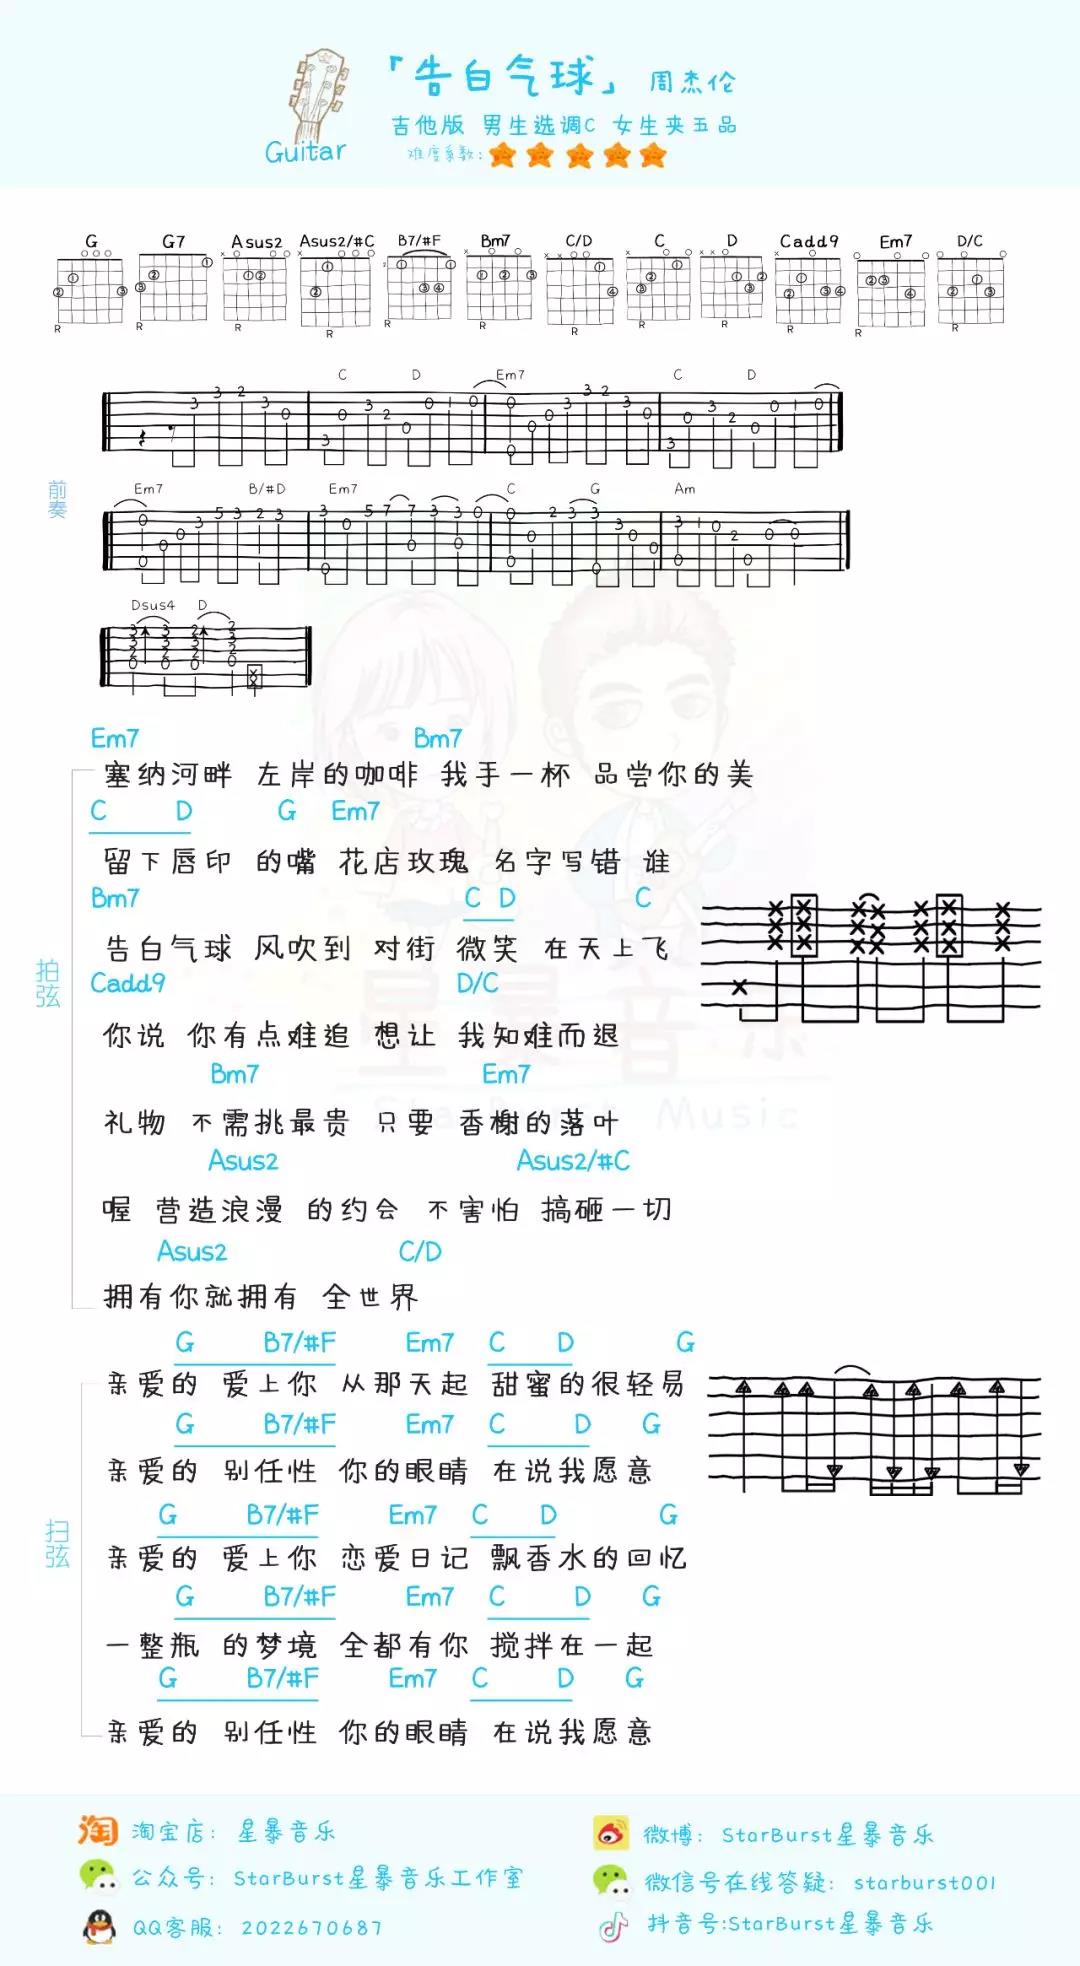 「告白气球」 周杰伦
吉他版 男生选调C 女生夹五品
Guitar 难度系数:
G G7 Asus2 Asus2/#C B7/#F Bm7 C/D C D Cadd9 Em7 D/C
C D Em7 C D
前奏
Em7 B/#D Em7 C G Am
Dsus4 D
Em7 Bm7
塞纳河畔 左岸的咖啡 我手一杯 品尝你的美
C D G Em7
留下唇印 的嘴 花店玫瑰 名字写错 谁
Bm7 C D C
告白气球 风吹到 对街 微笑 在天上飞
拍弦
Cadd9 D/C
你说 你有点难追 想让 我知难而退
Bm7 Em7
礼物 不需挑最贵 只要 香榭的落叶
Asus2 Asus2/#C
喔 营造浪漫 的约会 不害怕 搞砸一切
Asus2 C/D
拥有你就拥有 全世界
G B7/#F Em7 C D G
亲爱的 爱上你 从那天起 甜蜜的很轻易
G B7/#F Em7 C D G
亲爱的 别任性 你的眼睛 在说我愿意
扫弦
G B7/#F Em7 C D G
亲爱的 爱上你 恋爱日记 飘香水的回忆
G B7/#F Em7 C D G
一整瓶 的梦境 全都有你 搅拌在一起
G B7/#F Em7 C D G
亲爱的 别任性 你的眼睛 在说我愿意
星暴音乐
StarBurst Music
淘 淘宝店: 星暴音乐
微博: StarBurst星暴音乐
公众号: StarBurst星暴音乐工作室
微信号在线答疑: starburst001
QQ客服: 2022670687
抖音号:StarBurst星暴音乐